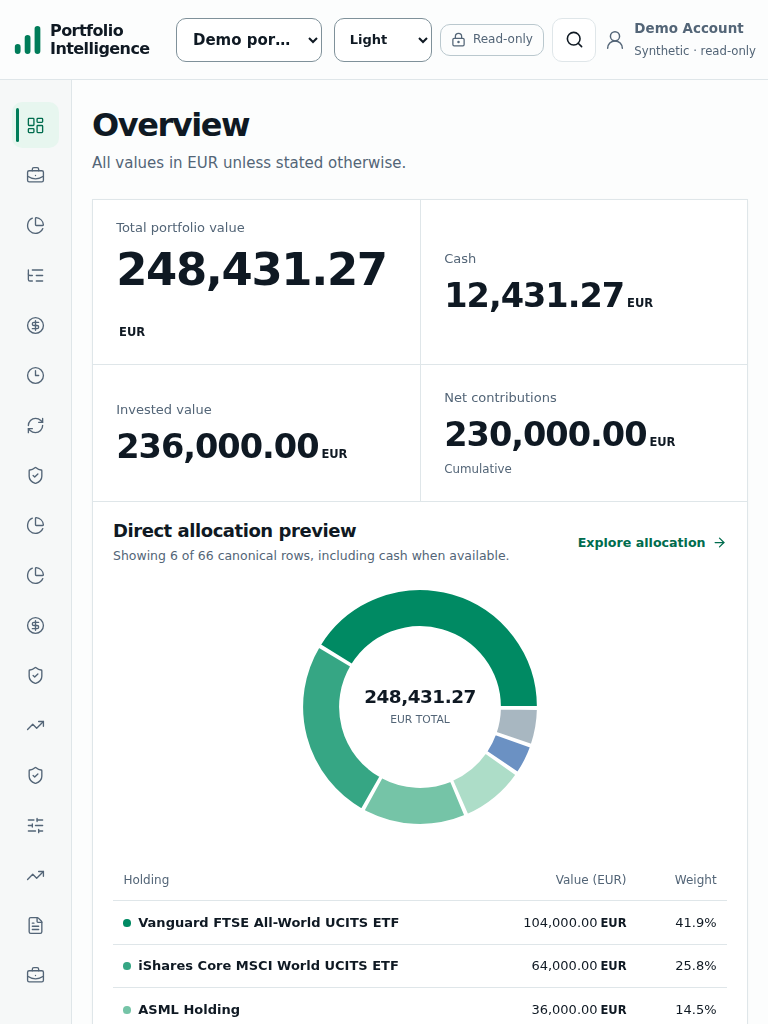 Portfolio
Intelligence
Demo por...
Light
Read-only
Demo Account
Synthetic · read-only
Overview
All values in EUR unless stated otherwise.
Total portfolio value
248,431.27
EUR
Cash
12,431.27 EUR
Invested value
236,000.00 EUR
Net contributions
230,000.00 EUR
Cumulative
Direct allocation preview
Showing 6 of 66 canonical rows, including cash when available.
Explore allocation
248,431.27
EUR TOTAL
Holding Value (EUR) Weight
Vanguard FTSE All-World UCITS ETF 104,000.00 EUR 41.9%
iShares Core MSCI World UCITS ETF 64,000.00 EUR 25.8%
ASML Holding 36,000.00 EUR 14.5%